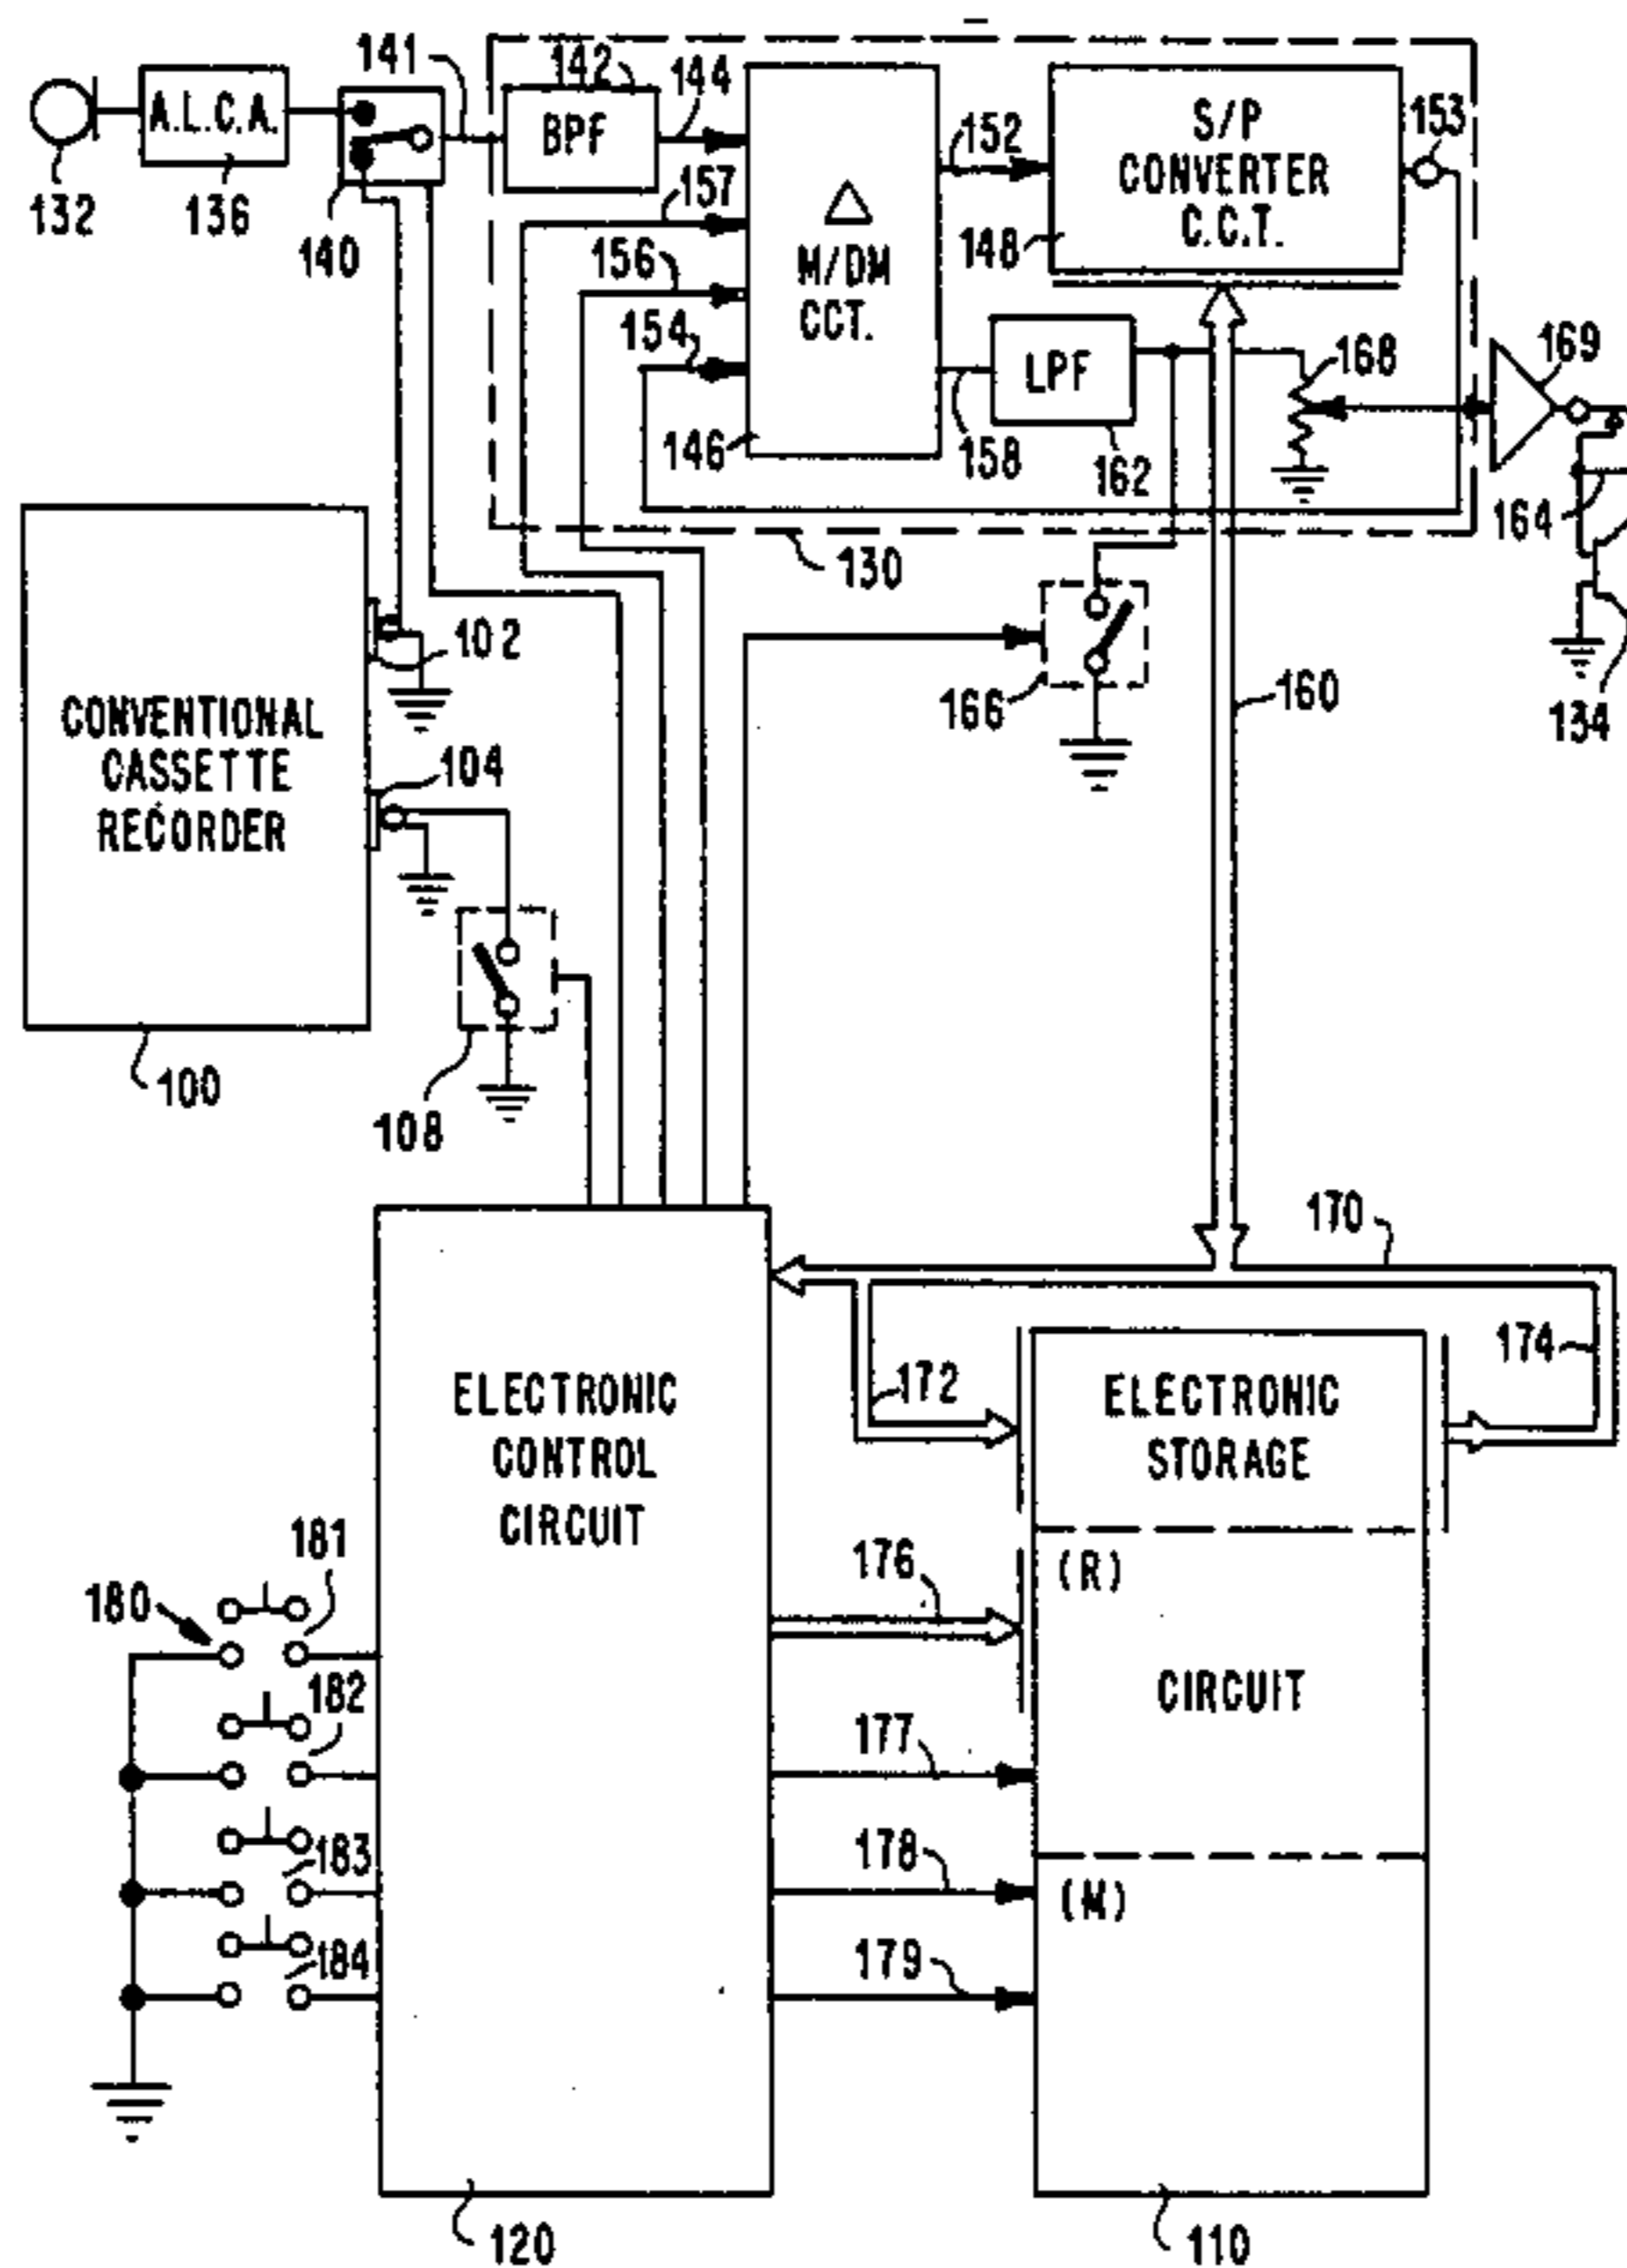 141
142
144
A.L.C.A.
BPF
152
S/P
CONVERTER
C.C.T.
153
132
136
140
157
156
154
△
M/DM
CCT.
148
LPF
168
169
146
158
162
164
130
102
166
160
134
CONVENTIONAL
CASSETTE
RECORDER
104
100
108
170
174
172
ELECTRONIC
CONTROL
CIRCUIT
ELECTRONIC
STORAGE
181
180
176
(R)
182
CIRCUIT
177
183
178
(M)
184
179
120
110